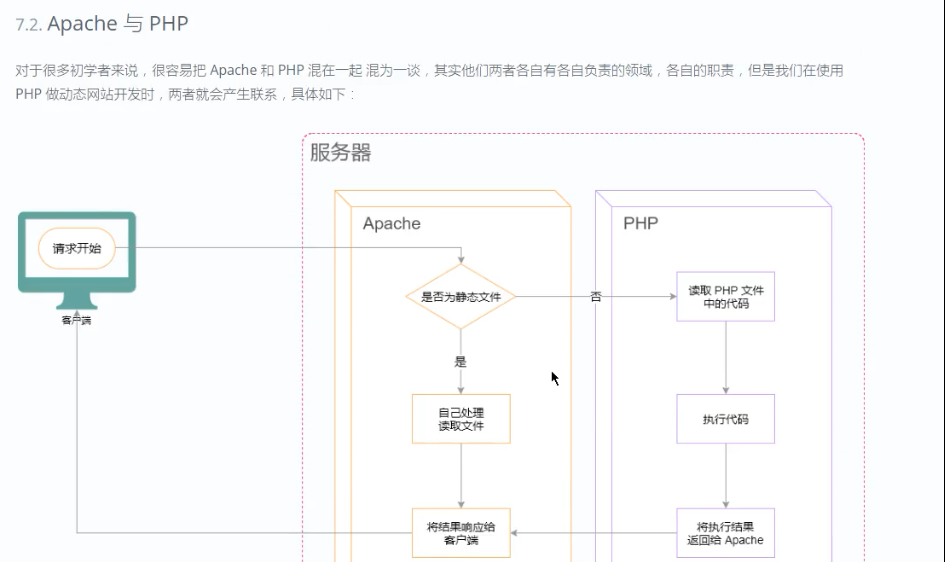 7.2. Apache 与 PHP
对于很多初学者来说，很容易把 Apache 和 PHP 混在一起 混为一谈，其实他们两者各自有各自负责的领域，各自的职责，但是我们在使用
PHP 做动态网站开发时，两者就会产生联系，具体如下：
服务器
Apache
PHP
请求开始
客户端
是否为静态文件
否
读取 PHP 文件
中的代码
是
自己处理
读取文件
执行代码
将结果响应给
客户端
将执行结果
返回给 Apache